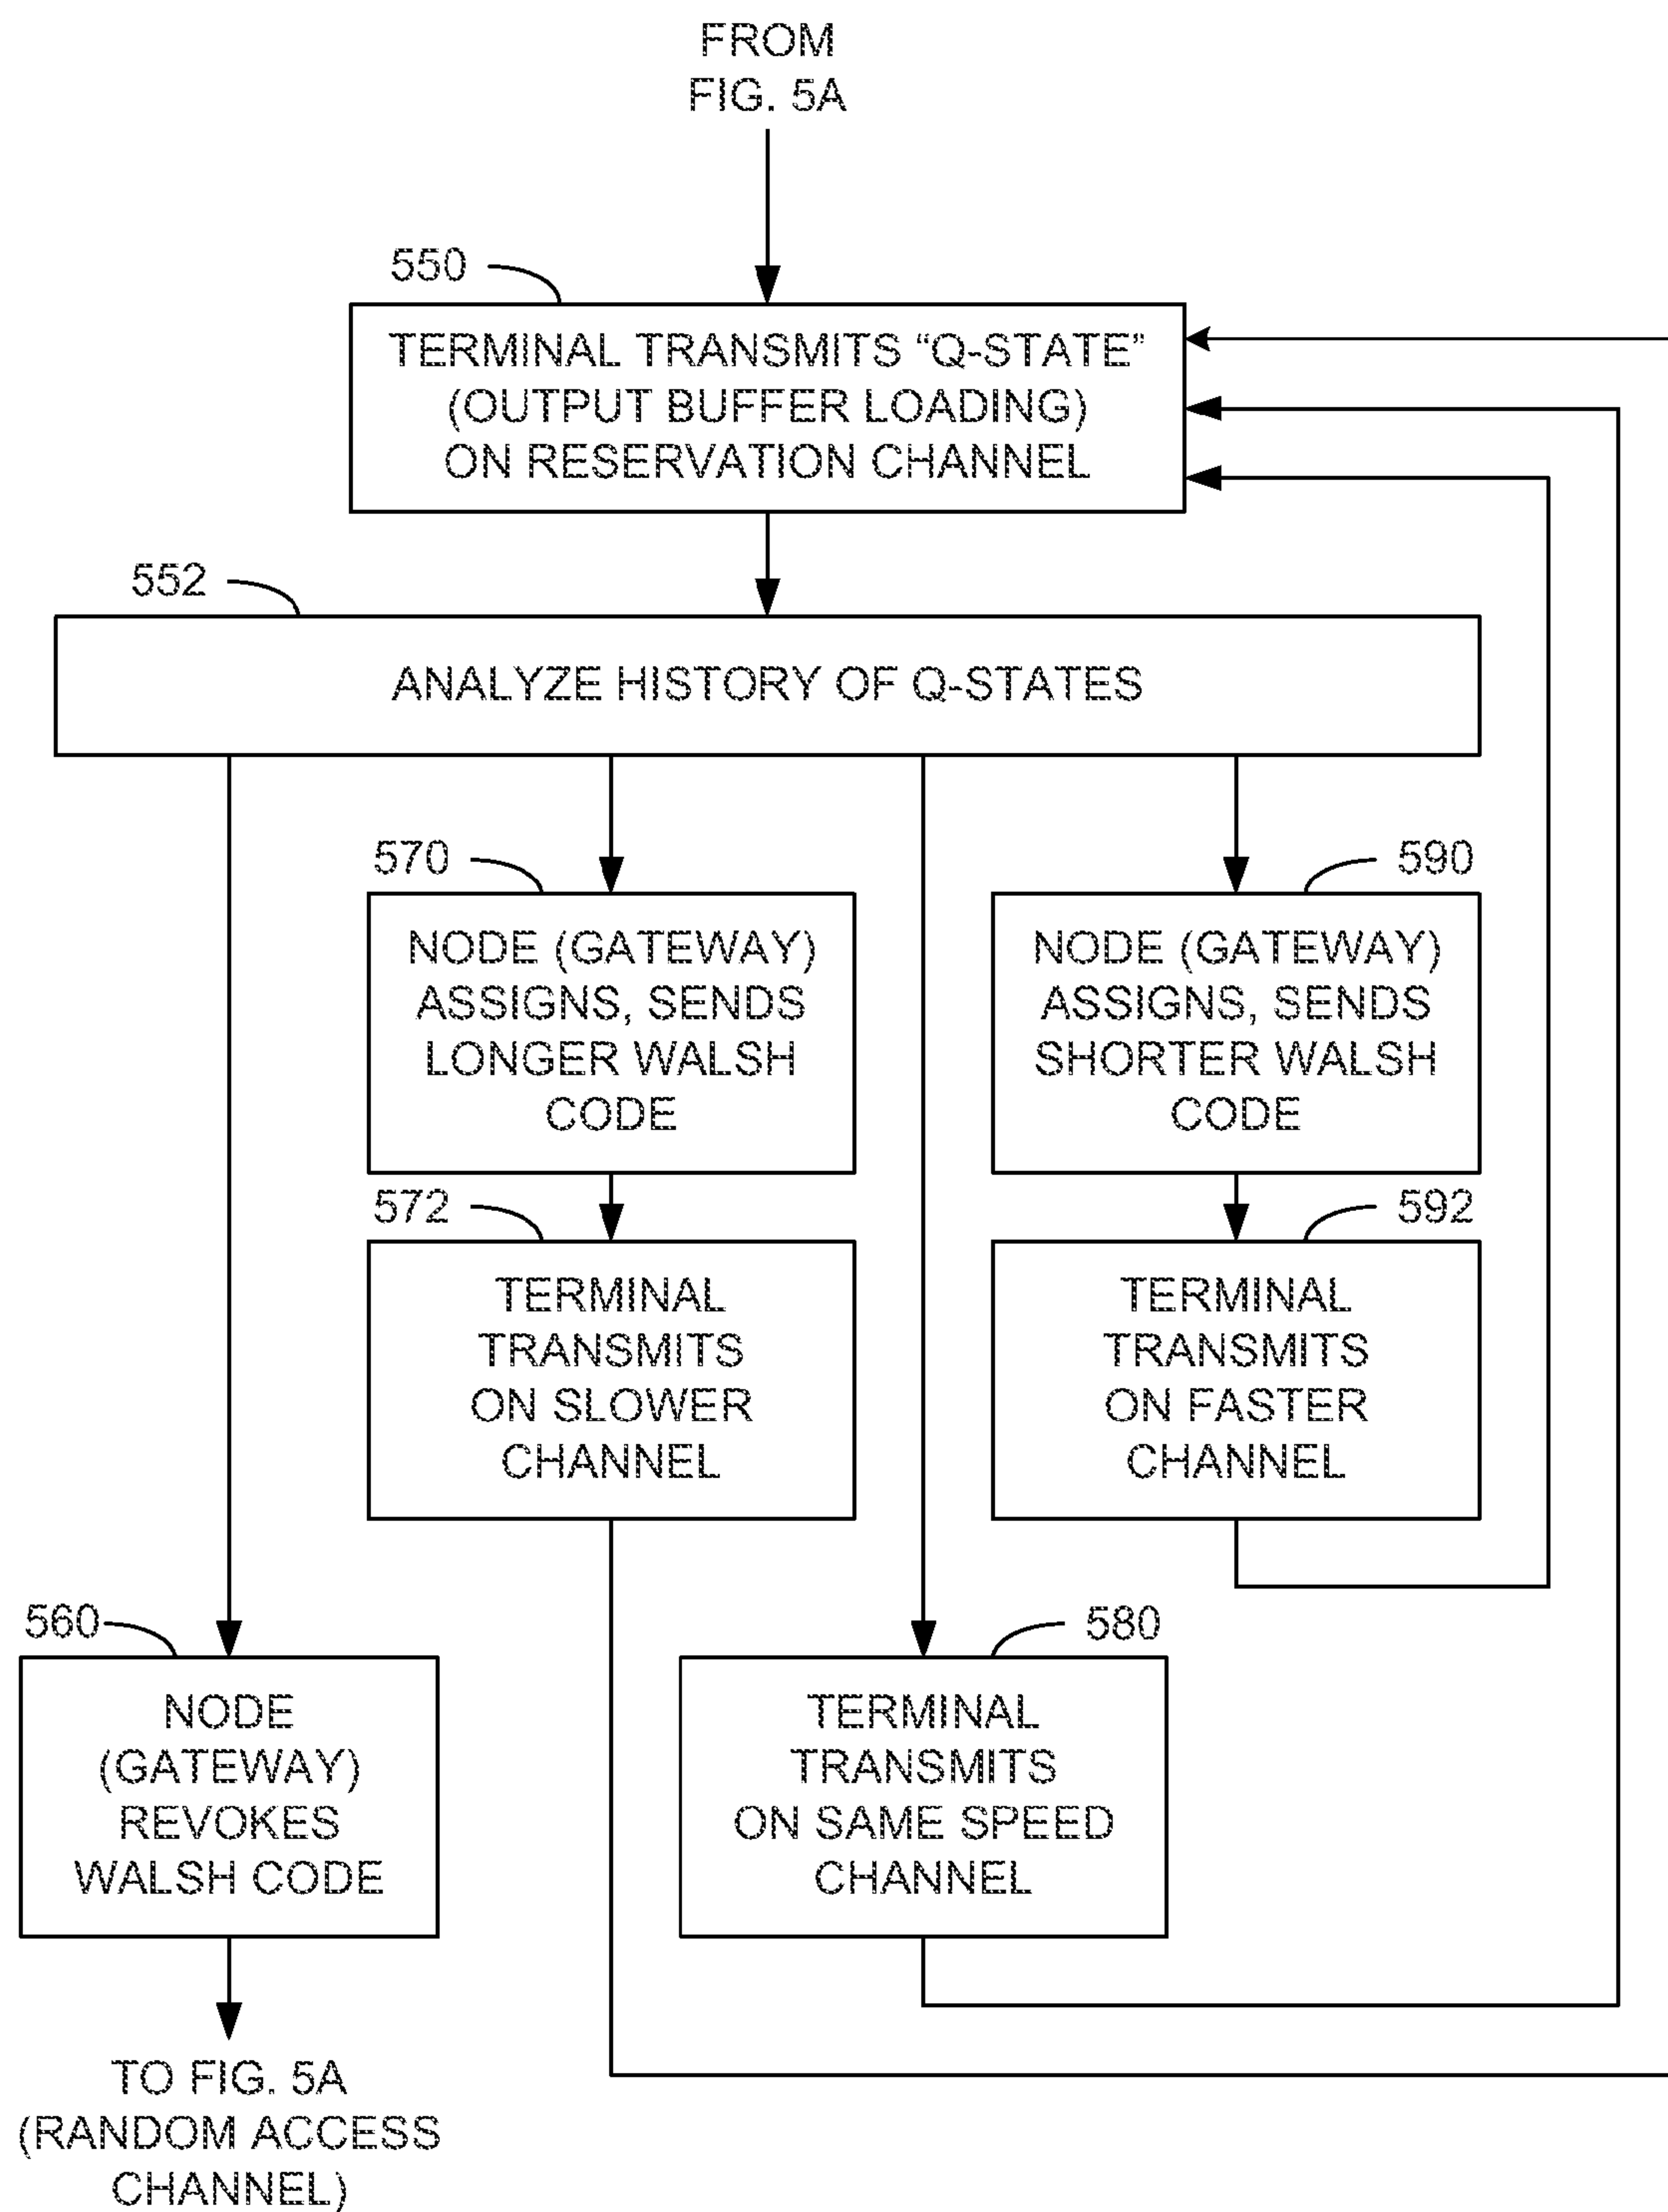 FROM
FIG. 5A
550
TERMINAL TRANSMITS “Q-STATE”
(OUTPUT BUFFER LOADING)
ON RESERVATION CHANNEL
552
ANALYZE HISTORY OF Q-STATES
570
NODE (GATEWAY)
ASSIGNS, SENDS
LONGER WALSH
CODE
590
NODE (GATEWAY)
ASSIGNS, SENDS
SHORTER WALSH
CODE
572
TERMINAL
TRANSMITS
ON SLOWER
CHANNEL
592
TERMINAL
TRANSMITS
ON FASTER
CHANNEL
560
NODE
(GATEWAY)
REVOKES
WALSH CODE
580
TERMINAL
TRANSMITS
ON SAME SPEED
CHANNEL
TO FIG. 5A
(RANDOM ACCESS
CHANNEL)